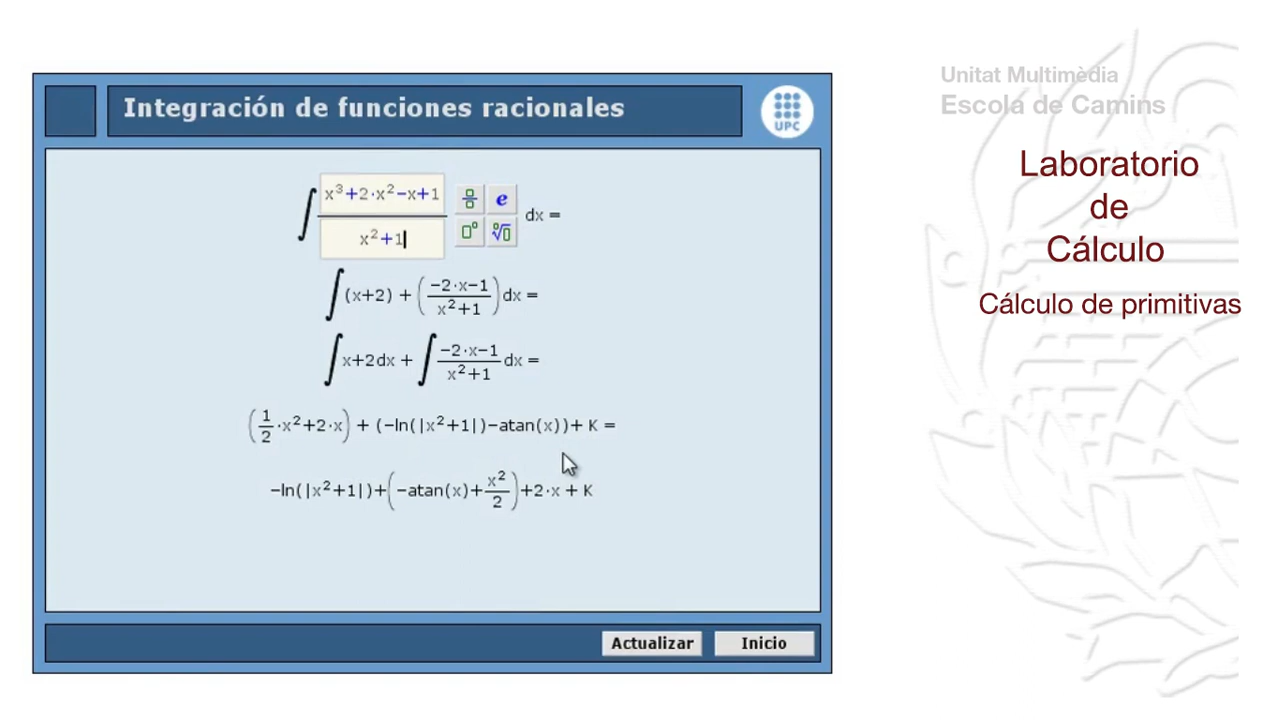 Unitat Multimèdia
Escola de Camins
Laboratorio
de
Cálculo
Cálculo de primitivas
Integración de funciones racionales
UPC
∫ (x³+2·x²−x+1)/(x²+1) dx =
∫ (x+2) + ((−2·x−1)/(x²+1)) dx =
∫ x+2dx + ∫ (−2·x−1)/(x²+1) dx =
(1/2·x²+2·x) + (−ln(|x²+1|)−atan(x))+ K =
−ln(|x²+1|)+(−atan(x)+x²/2)+2·x + K
Actualizar Inicio